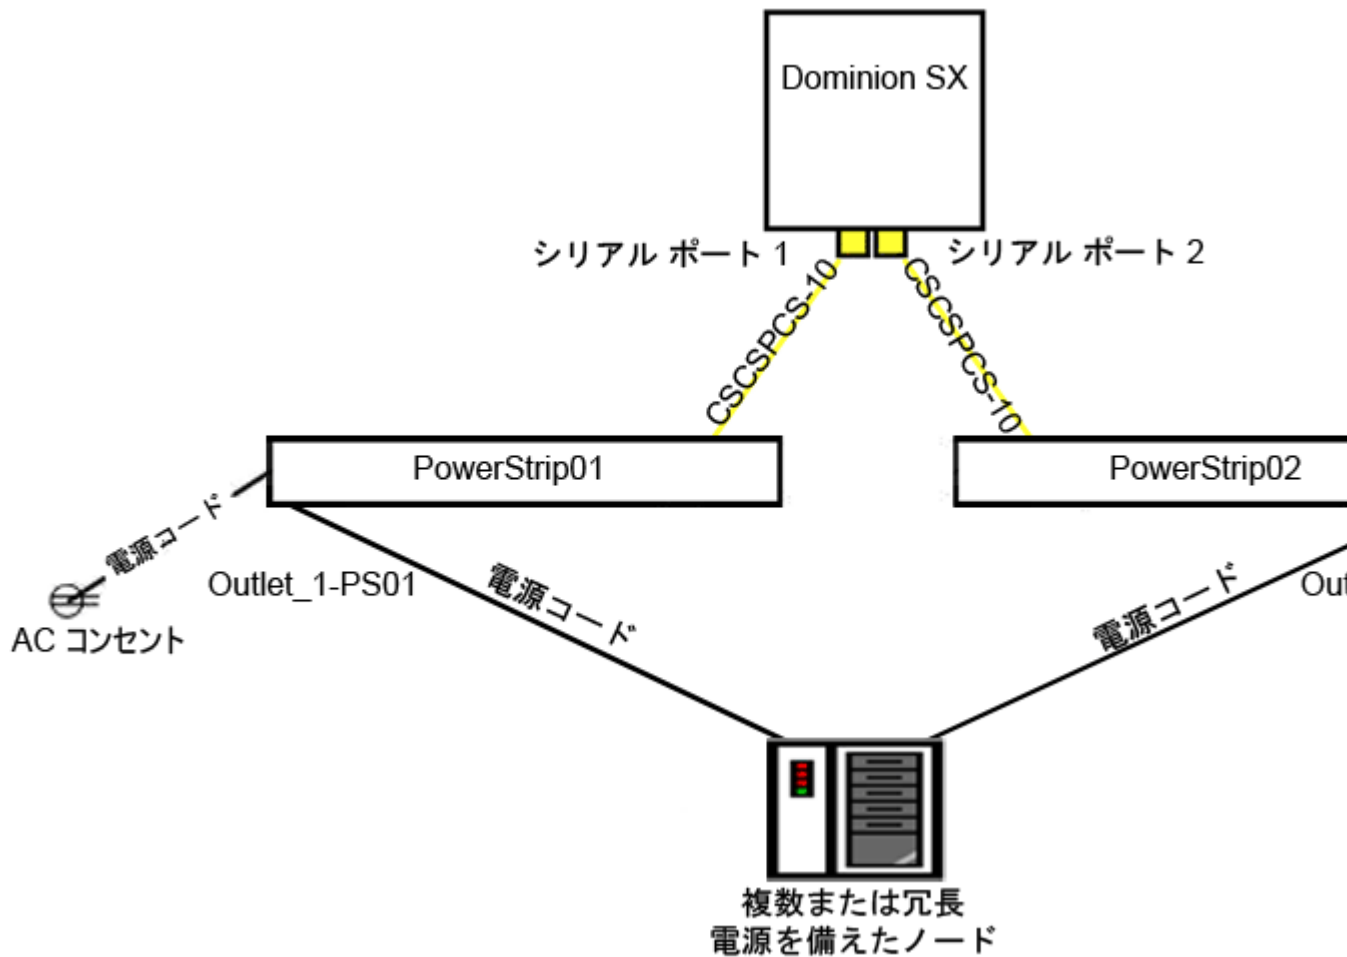 Dominion SX
シリアル ポート 1
シリアル ポート 2
CSCSPCS-10
CSCSPCS-10
PowerStrip01
PowerStrip02
電源コード
AC コンセント
Outlet_1-PS01
電源コード
電源コード
Out
複数または冗長
電源を備えたノード